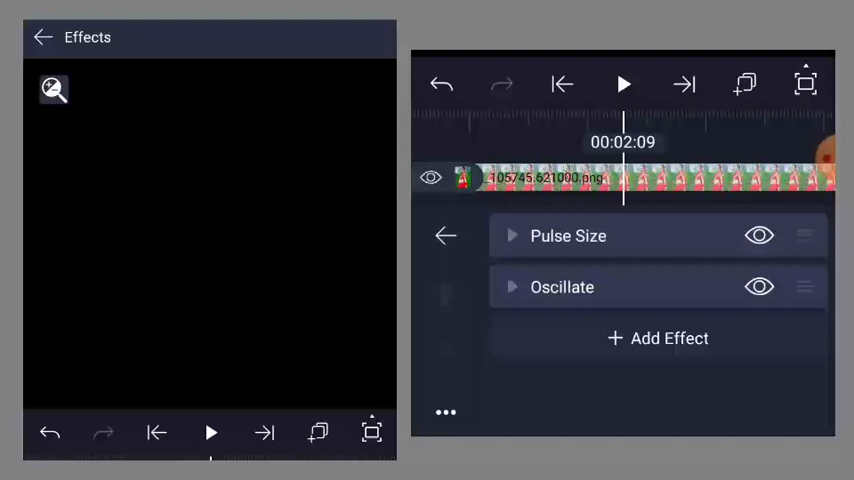 Effects
00:02:09
105745.621000.png
Pulse Size
Oscillate
+ Add Effect